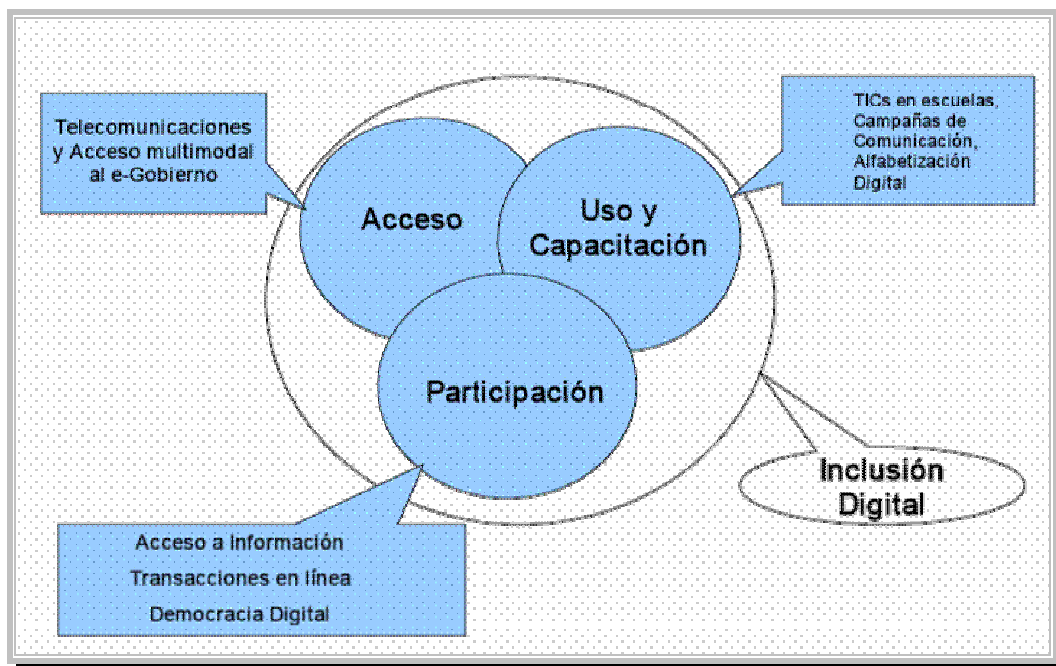 Telecomunicaciones
y Acceso multimodal
al e-Gobierno
TICs en escuelas,
Campañas de
Comunicación,
Alfabetización
Digital
Acceso
Uso y
Capacitación
Participación
Inclusión
Digital
Acceso a Información
Transacciones en línea
Democracia Digital